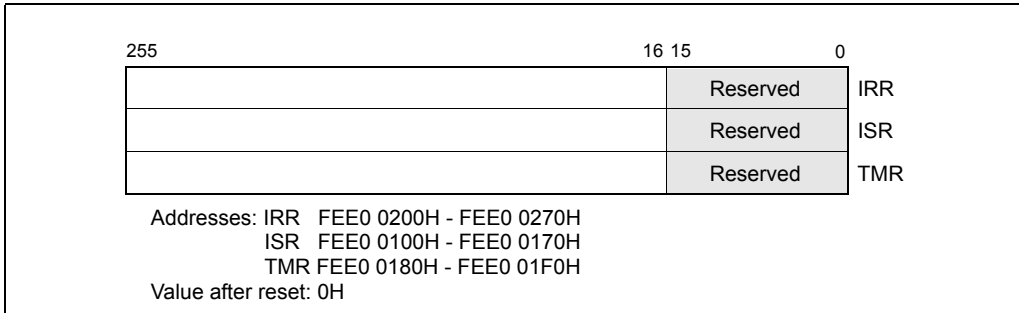 255 16 15 0
Reserved IRR
Reserved ISR
Reserved TMR
Addresses: IRR FEE0 0200H - FEE0 0270H
ISR FEE0 0100H - FEE0 0170H
TMR FEE0 0180H - FEE0 01F0H
Value after reset: 0H